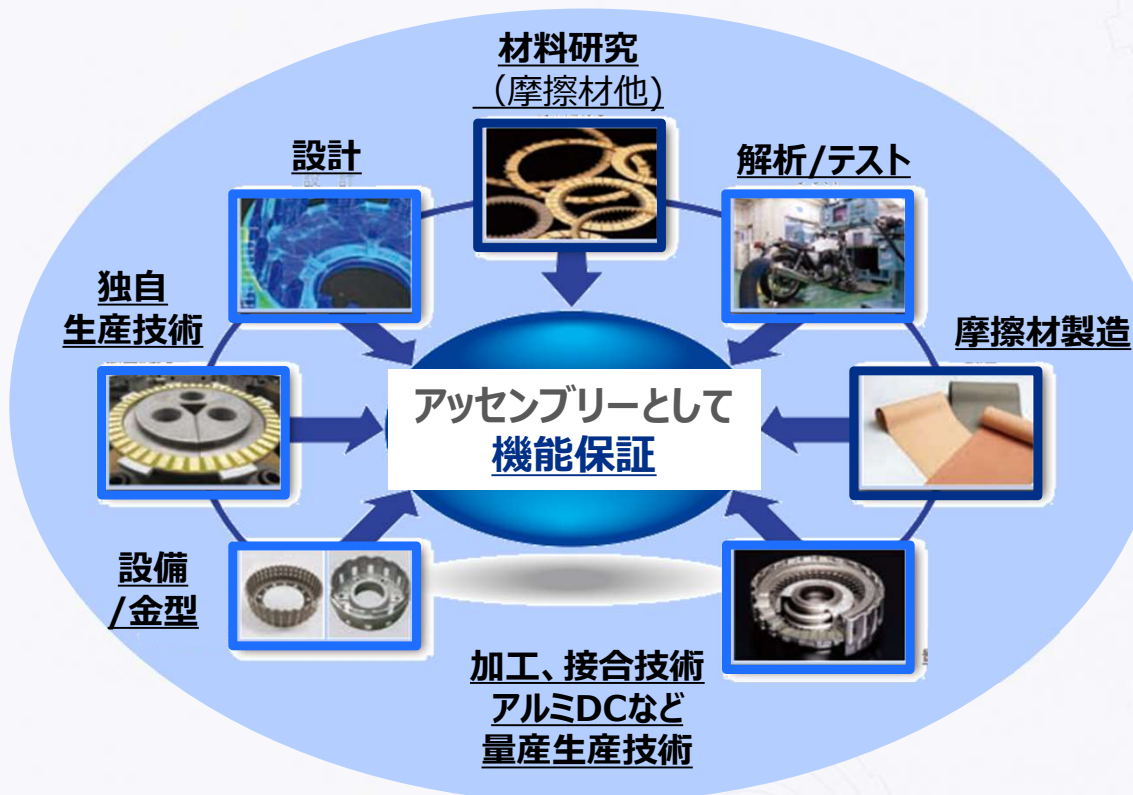 材料研究
（摩擦材他)
設計
解析/テスト
独自
生産技術
摩擦材製造
アッセンブリーとして
機能保証
設備
/金型
加工、接合技術
アルミDCなど
量産生産技術